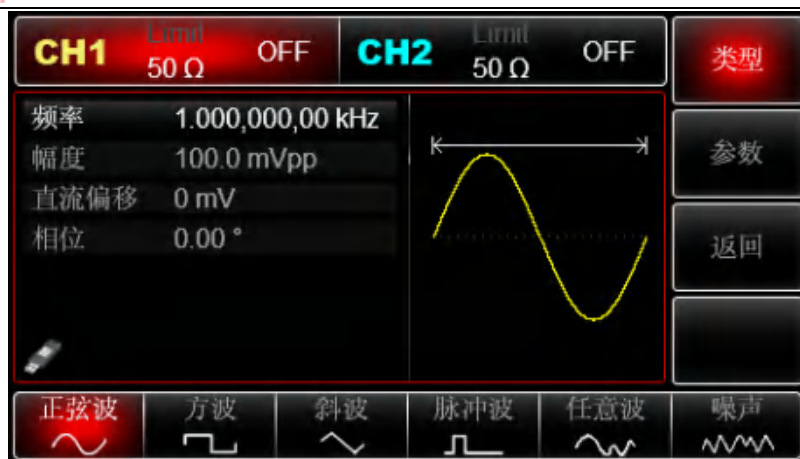 CH1 Limit 50 Ω OFF
CH2 Limit 50 Ω OFF
类型
频率 1.000,000,00 kHz
幅度 100.0 mVpp
直流偏移 0 mV
相位 0.00 °
参数
返回
正弦波 方波 斜波 脉冲波 任意波 噪声